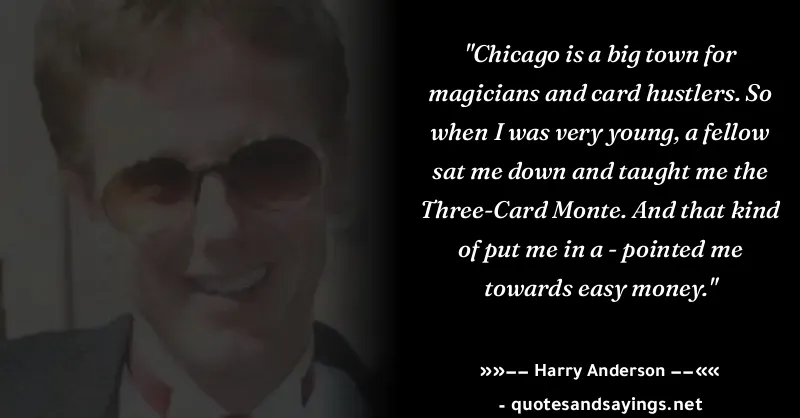 "Chicago is a big town for
magicians and card hustlers. So
when I was very young, a fellow
sat me down and taught me the
Three-Card Monte. And that kind
of put me in a - pointed me
towards easy money."
»»−− Harry Anderson −−««
- quotesandsayings.net